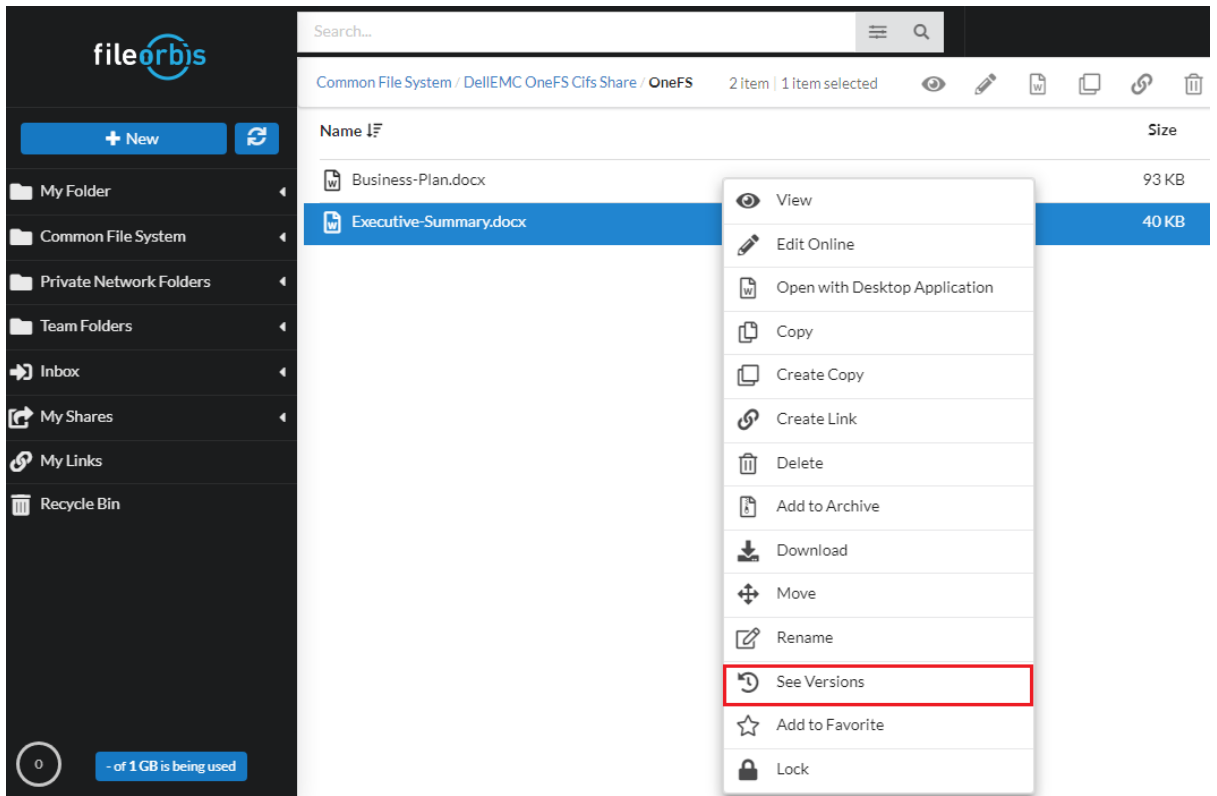 fileorbis
Search...
Common File System / DellEMC OneFS Cifs Share / OneFS 2 item | 1 item selected
+ New
Name Size
My Folder
Business-Plan.docx 93 KB
Executive-Summary.docx 40 KB
Common File System
Private Network Folders
Team Folders
Inbox
My Shares
My Links
Recycle Bin
View
Edit Online
Open with Desktop Application
Copy
Create Copy
Create Link
Delete
Add to Archive
Download
Move
Rename
See Versions
Add to Favorite
Lock
0 - of 1 GB is being used